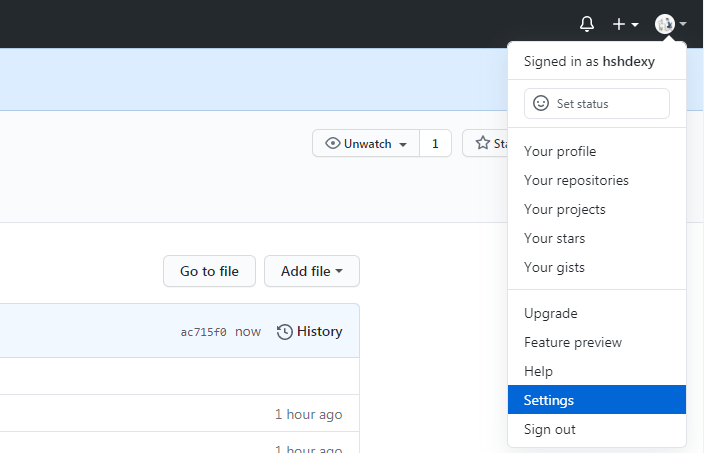 Signed in as hshdexy
Set status
Unwatch 1
Your profile
Your repositories
Your projects
Your stars
Your gists
Go to file Add file
Upgrade
ac715f0 now History
Feature preview
Help
Settings
1 hour ago
Sign out
1 hour ago